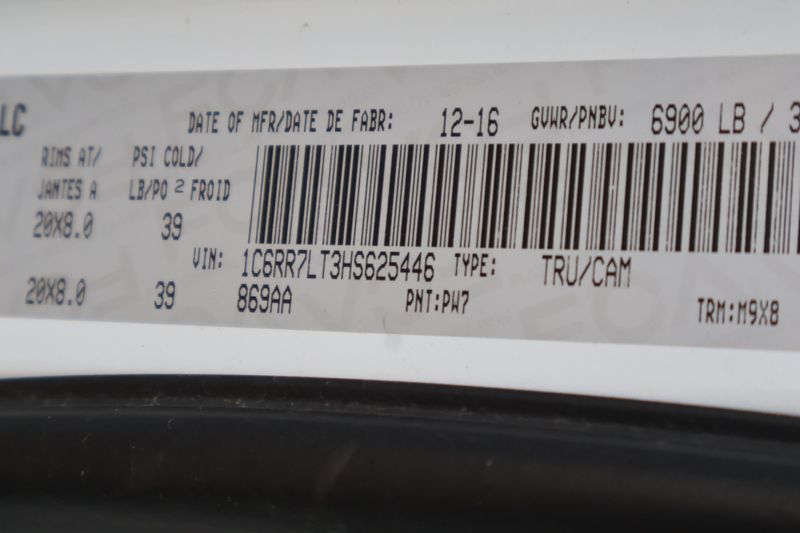 LC
DATE OF MFR/DATE DE FABR: 12-16 GVWR/PNBV: 6900 LB / 3
RIMS AT/ PSI COLD/
JANTES A LB/PO 2 FROID
20X8.0 39
VIN: 1C6RR7LT3HS625446 TYPE: TRU/CAM
20X8.0 39 869AA PNT:PW7 TRM:M9X8